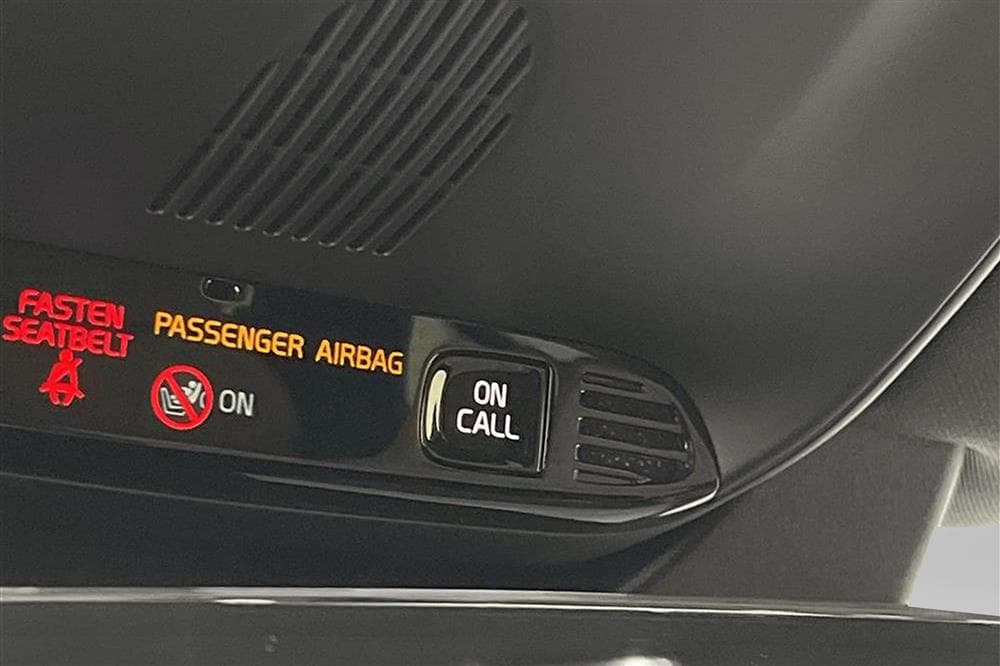 FASTEN
SEATBELT
PASSENGER AIRBAG
ON
ON
CALL